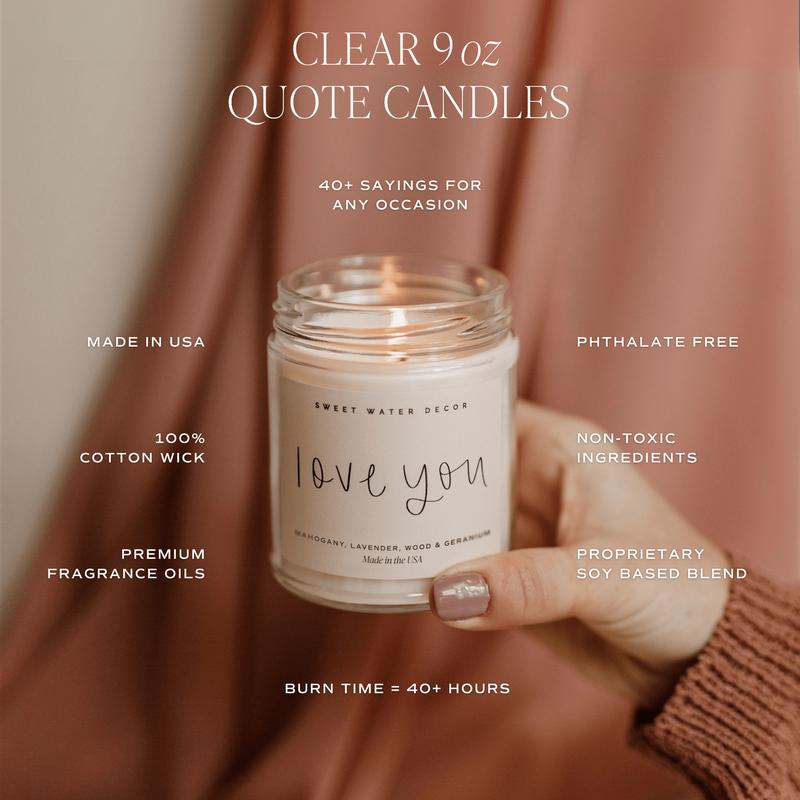 CLEAR 9 oz
QUOTE CANDLES
40+ SAYINGS FOR
ANY OCCASION
MADE IN USA
100%
COTTON WICK
PREMIUM
FRAGRANCE OILS
PHTHALATE FREE
NON-TOXIC
INGREDIENTS
PROPRIETARY
SOY BASED BLEND
SWEET WATER DECOR
love you
MAHOGANY, LAVENDER, WOOD & GERANIUM
Made in the USA
BURN TIME = 40+ HOURS